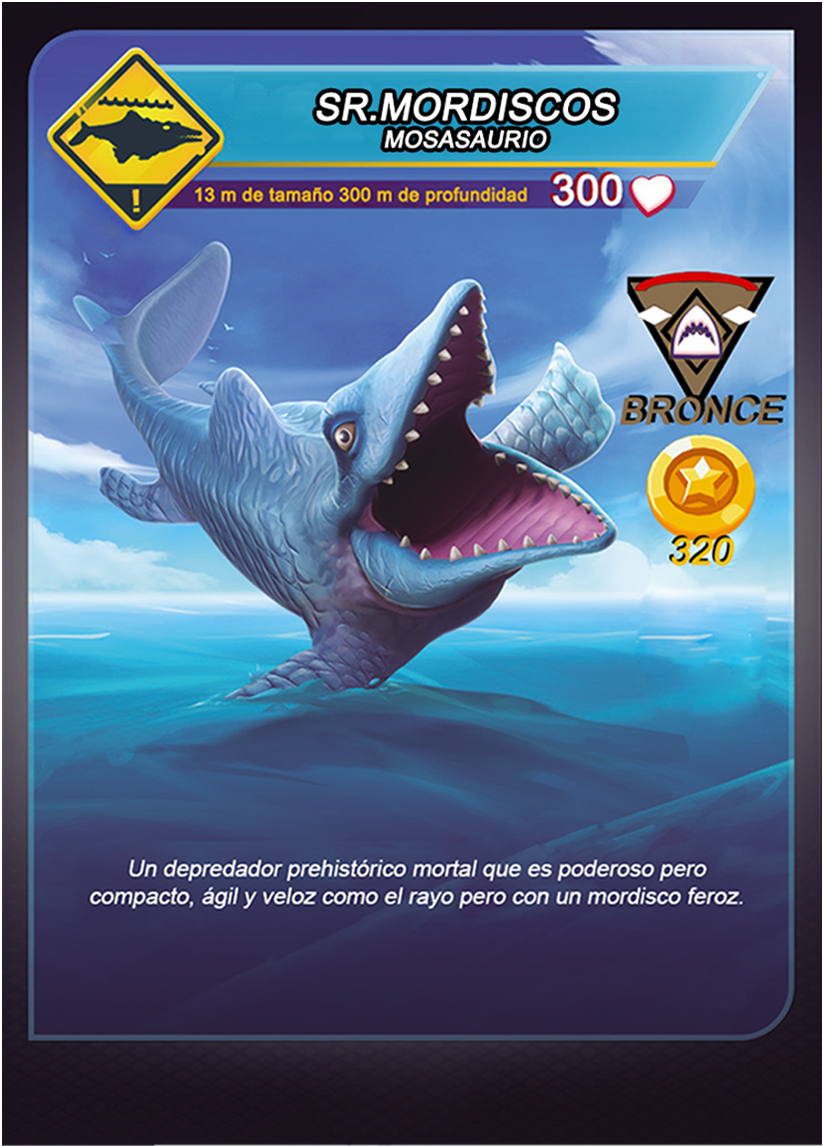 SR.MORDISCOS
MOSASAURIO
13 m de tamaño 300 m de profundidad
300
!
BRONCE
320
Un depredador prehistórico mortal que es poderoso pero
compacto, ágil y veloz como el rayo pero con un mordisco feroz.